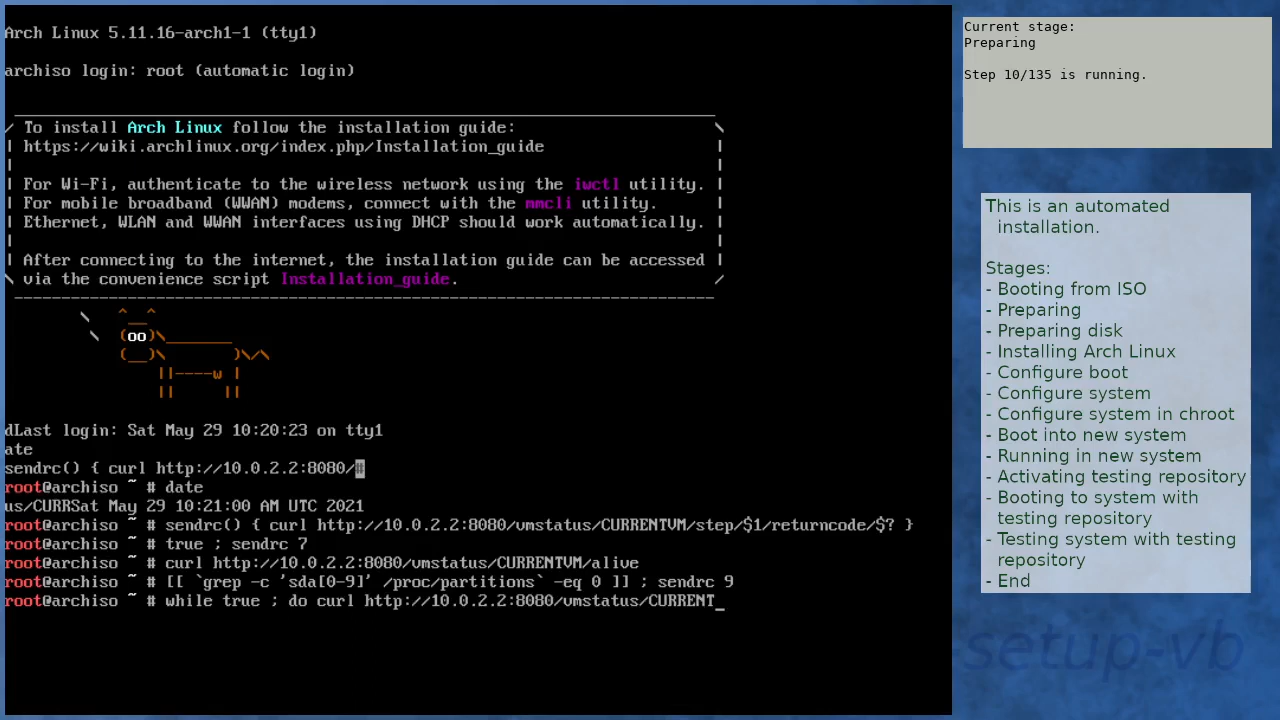 Arch Linux 5.11.16-arch1-1 (tty1)
archiso login: root (automatic login)
To install Arch Linux follow the installation guide:
https://wiki.archlinux.org/index.php/Installation_guide
For Wi-Fi, authenticate to the wireless network using the iwctl utility.
For mobile broadband (WWAN) modems, connect with the mmcli utility.
Ethernet, WLAN and WWAN interfaces using DHCP should work automatically.
After connecting to the internet, the installation guide can be accessed
via the convenience script Installation_guide.
dLast login: Sat May 29 10:20:23 on tty1
ate
sendrc() { curl http://10.0.2.2:8080/#
root@archiso ~ # date
us/CURRSat May 29 10:21:00 AM UTC 2021
root@archiso ~ # sendrc() { curl http://10.0.2.2:8080/vmstatus/CURRENTVM/step/$1/returncode/$? }
root@archiso ~ # true ; sendrc 7
root@archiso ~ # curl http://10.0.2.2:8080/vmstatus/CURRENTVM/alive
root@archiso ~ # [[ `grep -c 'sda[0-9]' /proc/partitions` -eq 0 ]] ; sendrc 9
root@archiso ~ # while true ; do curl http://10.0.2.2:8080/vmstatus/CURRENT_
Current stage:
Preparing
Step 10/135 is running.
This is an automated
installation.
Stages:
- Booting from ISO
- Preparing
- Preparing disk
- Installing Arch Linux
- Configure boot
- Configure system
- Configure system in chroot
- Boot into new system
- Running in new system
- Activating testing repository
- Booting to system with
testing repository
- Testing system with testing
repository
- End
setup-vb